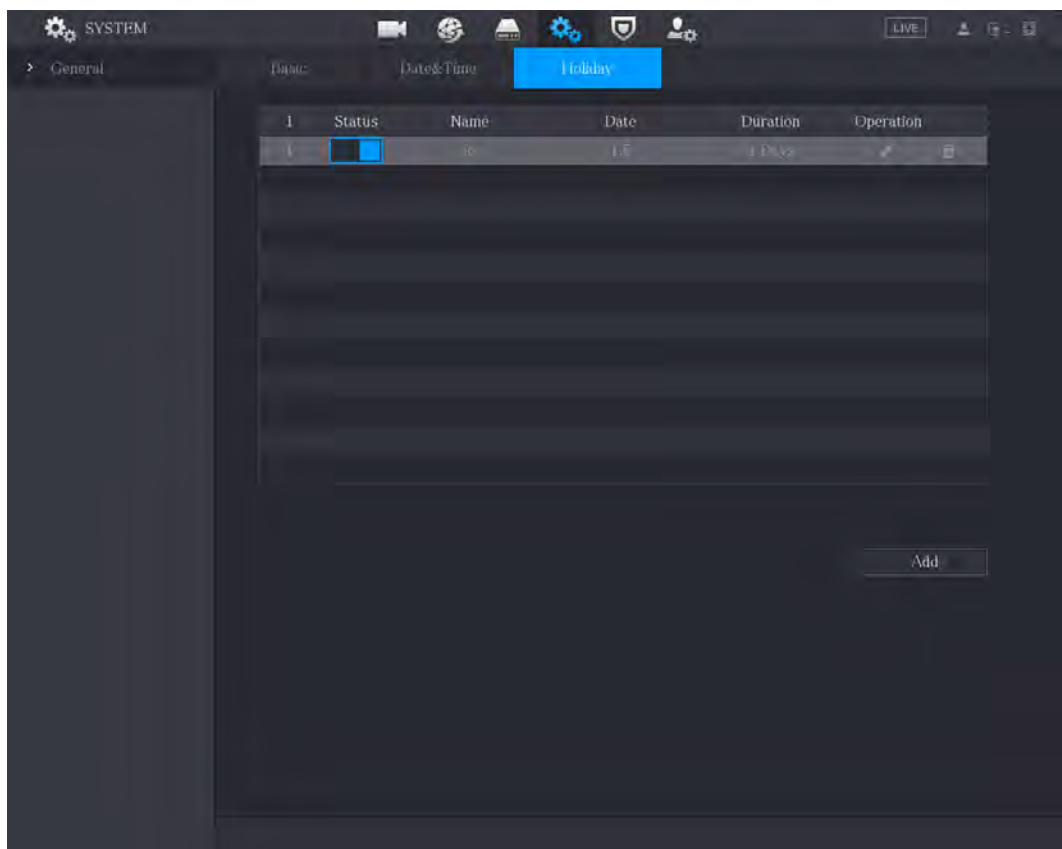 SYSTEM LIVE
General Basic Date&Time Holiday
1 Status Name Date Duration Operation
1
Add